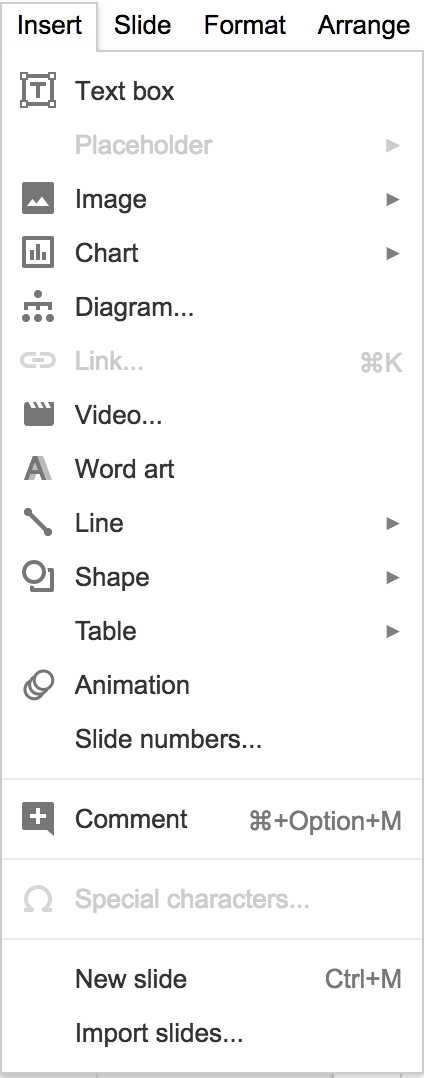 Insert Slide Format Arrange
Text box
Placeholder
Image
Chart
Diagram...
Link... ⌘K
Video...
Word art
Line
Shape
Table
Animation
Slide numbers...
Comment ⌘+Option+M
Special characters...
New slide Ctrl+M
Import slides...